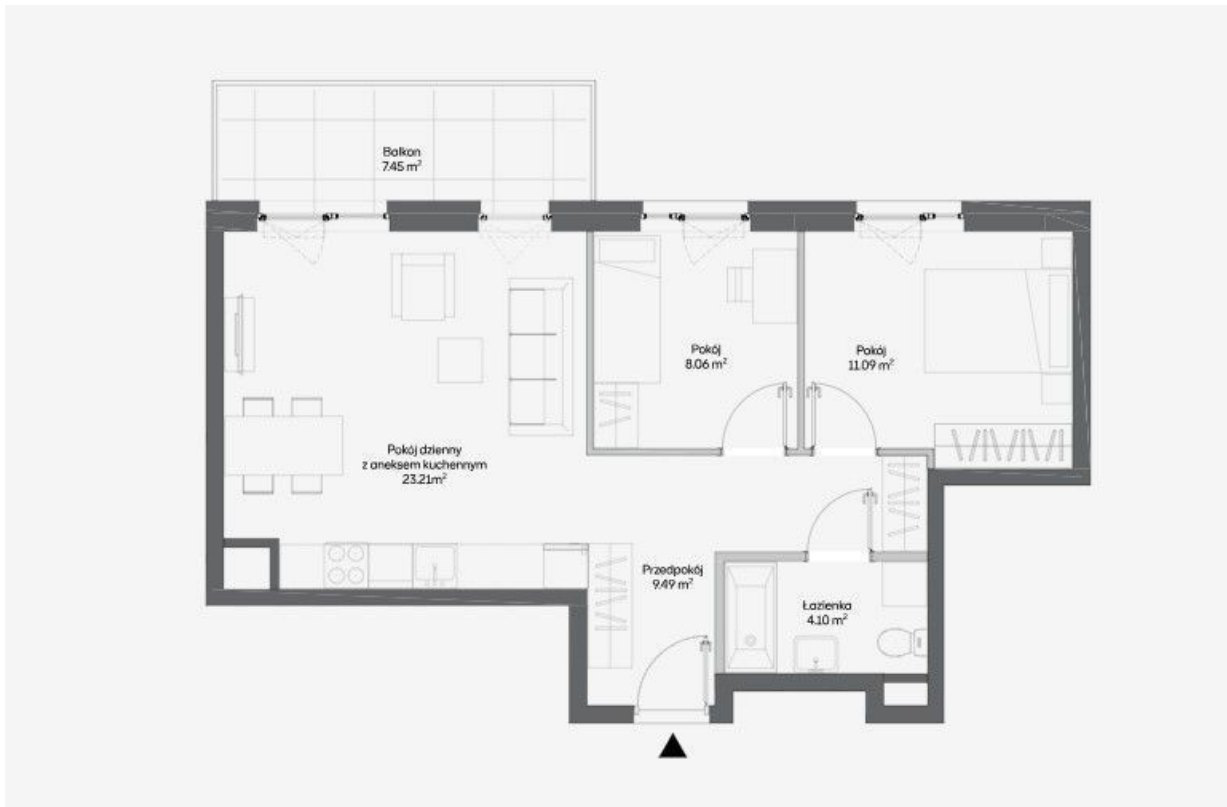 Balkon
7.45 m²
Pokój
8.06 m²
Pokój
11.09 m²
Pokój dzienny
z aneksem kuchennym
23.21m²
Przedpokój
9.49 m²
Łazienka
4.10 m²